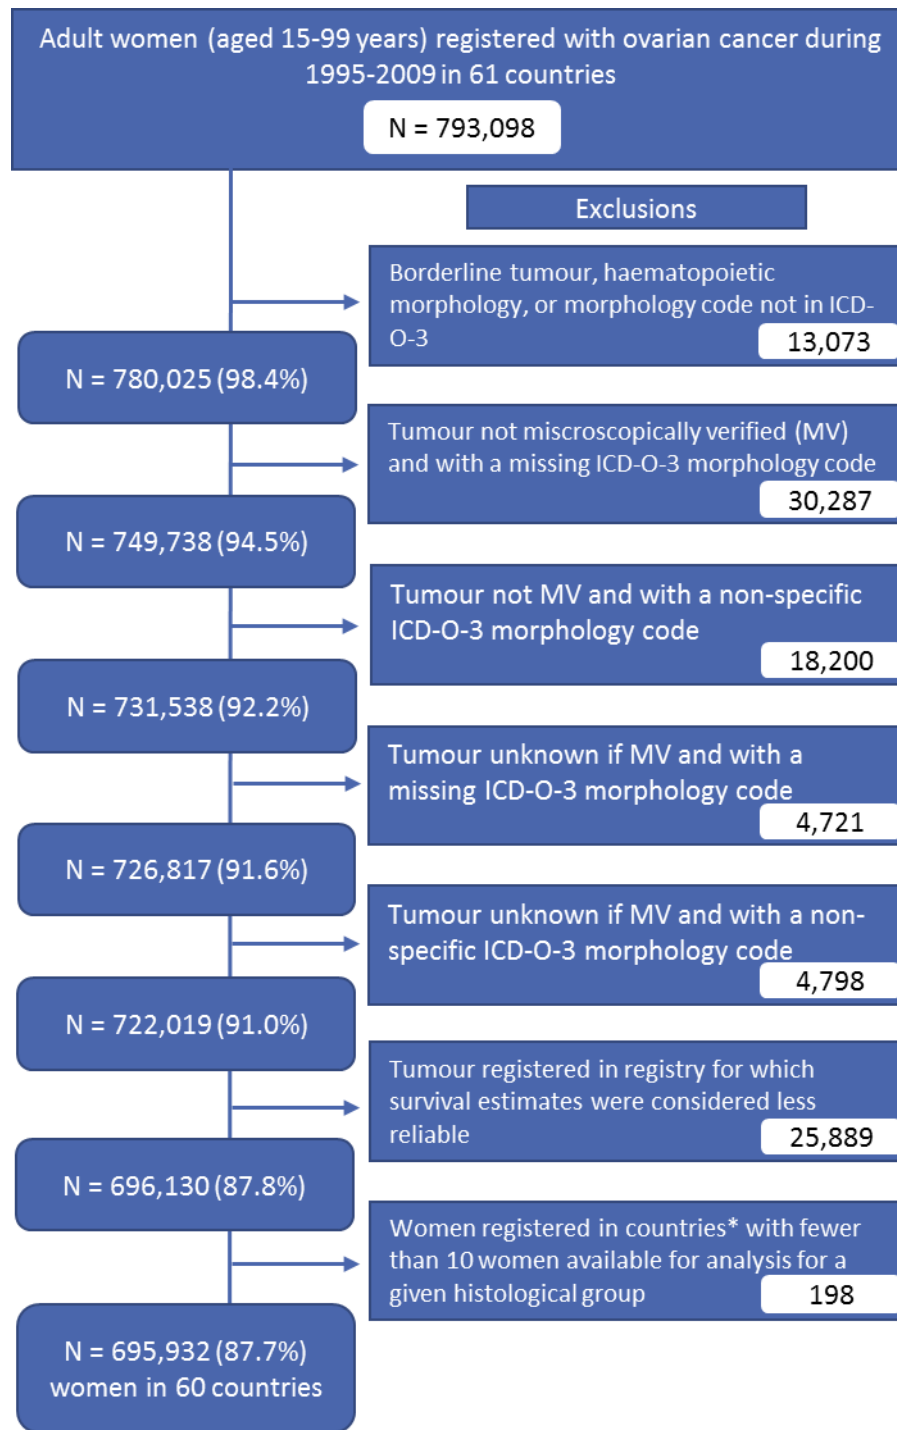 Adult women (aged 15-99 years) registered with ovarian cancer during
1995-2009 in 61 countries
N = 793,098
Exclusions
Borderline tumour, haematopoietic
morphology, or morphology code not in ICD-
O-3
13,073
N = 780,025 (98.4%)
Tumour not miscroscopically verified (MV)
and with a missing ICD-O-3 morphology code
30,287
N = 749,738 (94.5%)
Tumour not MV and with a non-specific
ICD-O-3 morphology code
18,200
N = 731,538 (92.2%)
Tumour unknown if MV and with a
missing ICD-O-3 morphology code
4,721
N = 726,817 (91.6%)
Tumour unknown if MV and with a non-
specific ICD-O-3 morphology code
4,798
N = 722,019 (91.0%)
Tumour registered in registry for which
survival estimates were considered less
reliable
25,889
N = 696,130 (87.8%)
Women registered in countries* with fewer
than 10 women available for analysis for a
given histological group
198
N = 695,932 (87.7%)
women in 60 countries